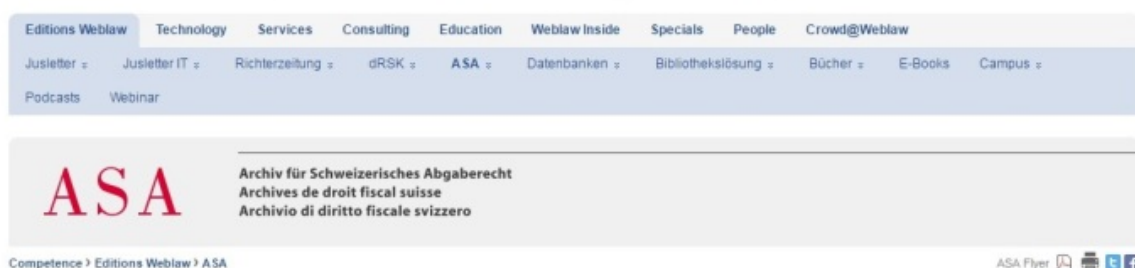 Editions Weblaw Technology Services Consulting Education Weblaw Inside Specials People Crowd@Weblaw
Jusletter Jusletter IT Richterzeitung dRSK ASA Datenbanken Bibliothekslösung Bücher E-Books Campus
Podcasts Webinar
ASA
Archiv für Schweizerisches Abgaberecht
Archives de droit fiscal suisse
Archivio di diritto fiscale svizzero
Competence › Editions Weblaw › ASA ASA Flyer